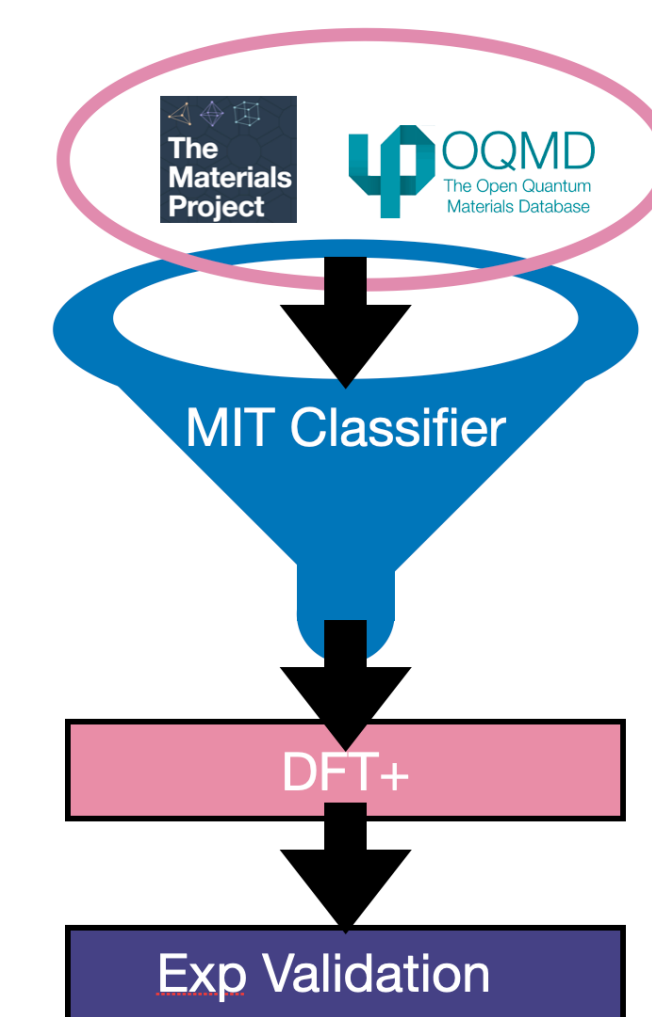 The
Materials
Project
OQMD
The Open Quantum
Materials Database
MIT Classifier
DFT+
Exp Validation